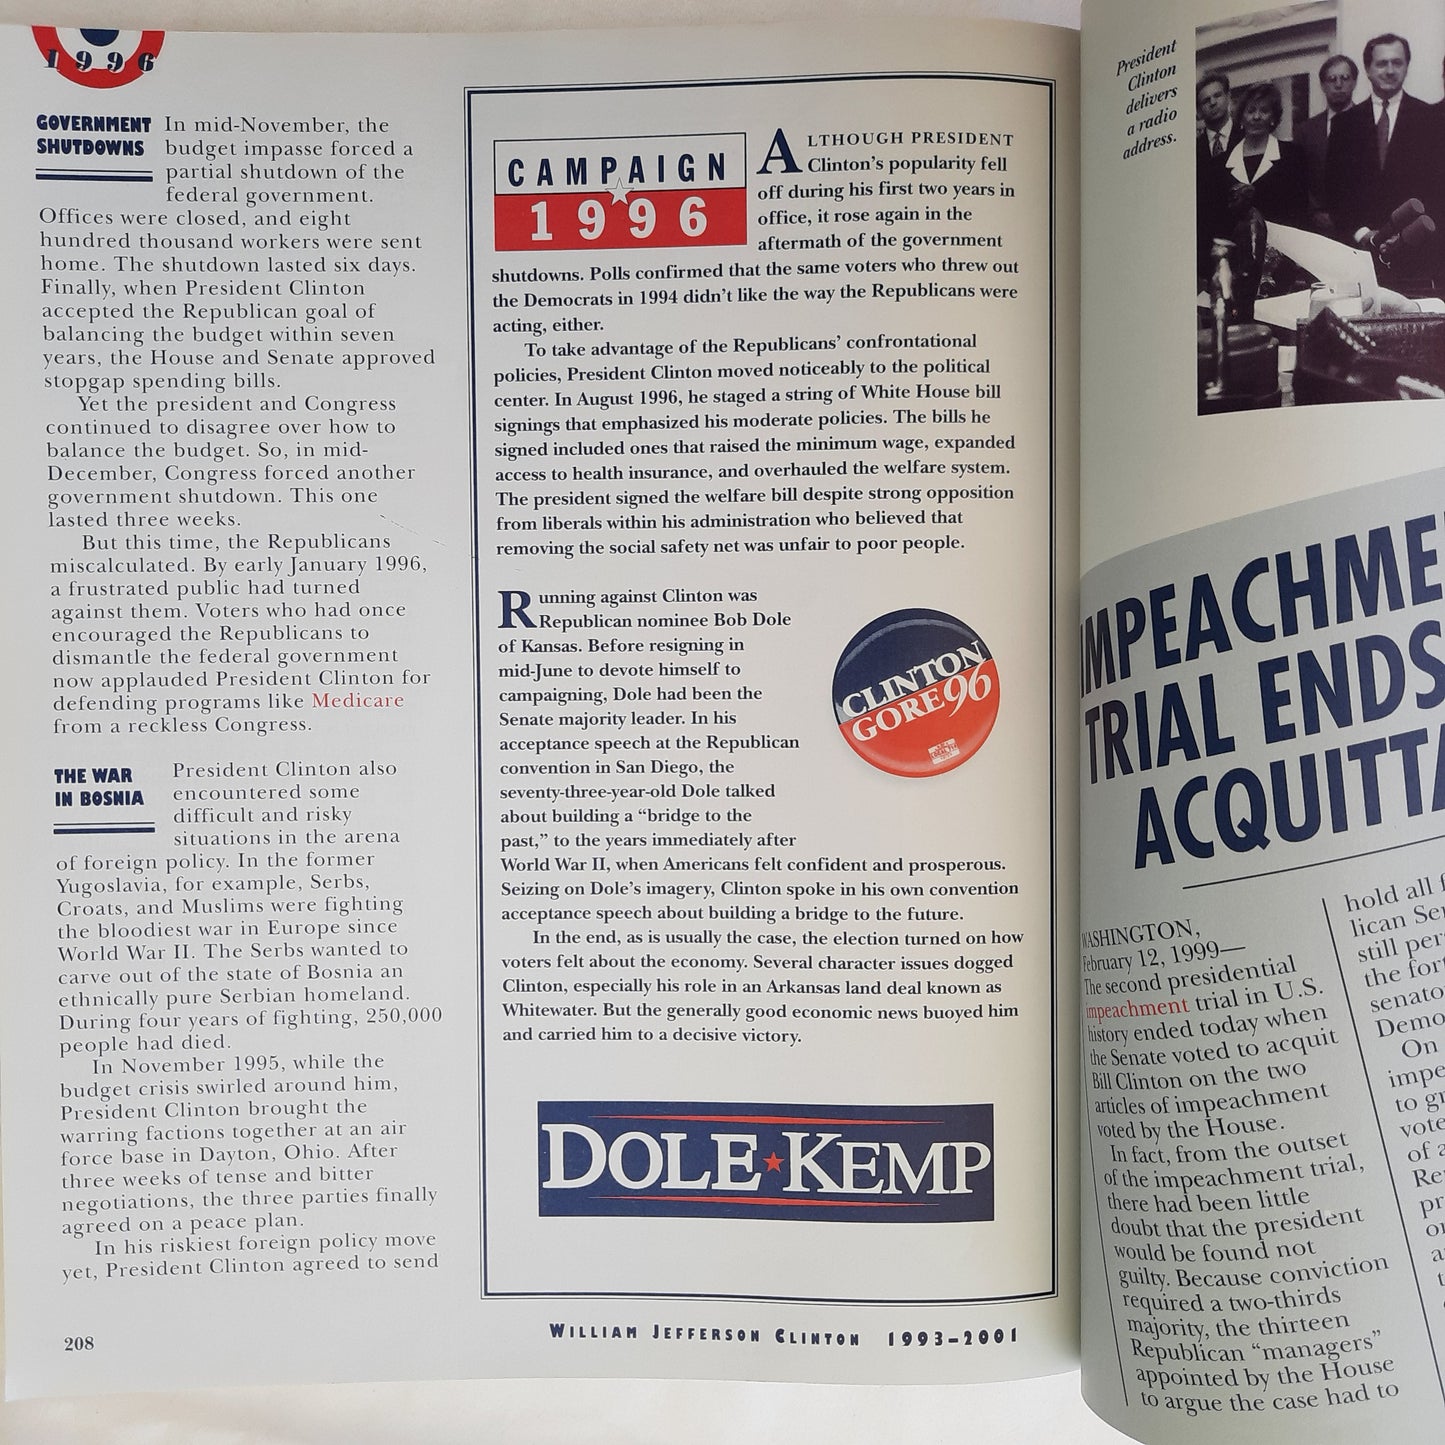 1996
GOVERNMENT
SHUTDOWNS
In mid-November, the
budget impasse forced a
partial shutdown of the
federal government.
Offices were closed, and eight
hundred thousand workers were sent
home. The shutdown lasted six days.
Finally, when President Clinton
accepted the Republican goal of
balancing the budget within seven
years, the House and Senate approved
stopgap spending bills.
Yet the president and Congress
continued to disagree over how to
balance the budget. So, in mid-
December, Congress forced another
government shutdown. This one
lasted three weeks.
But this time, the Republicans
miscalculated. By early January 1996,
a frustrated public had turned
against them. Voters who had once
encouraged the Republicans to
dismantle the federal government
now applauded President Clinton for
defending programs like Medicare
from a reckless Congress.
THE WAR
IN BOSNIA
President Clinton also
encountered some
difficult and risky
situations in the arena
of foreign policy. In the former
Yugoslavia, for example, Serbs,
Croats, and Muslims were fighting
the bloodiest war in Europe since
World War II. The Serbs wanted to
carve out of the state of Bosnia an
ethnically pure Serbian homeland.
During four years of fighting, 250,000
people had died.
In November 1995, while the
budget crisis swirled around him,
President Clinton brought the
warring factions together at an air
force base in Dayton, Ohio. After
three weeks of tense and bitter
negotiations, the three parties finally
agreed on a peace plan.
In his riskiest foreign policy move
yet, President Clinton agreed to send
208
CAMPAIGN
1996
ALTHOUGH PRESIDENT
Clinton's popularity fell
off during his first two years in
office, it rose again in the
aftermath of the government
shutdowns. Polls confirmed that the same voters who threw out
the Democrats in 1994 didn't like the way the Republicans were
acting, either.
To take advantage of the Republicans' confrontational
policies, President Clinton moved noticeably to the political
center. In August 1996, he staged a string of White House bill
signings that emphasized his moderate policies. The bills he
signed included ones that raised the minimum wage, expanded
access to health insurance, and overhauled the welfare system.
The president signed the welfare bill despite strong opposition
from liberals within his administration who believed that
removing the social safety net was unfair to poor people.
Running against Clinton was
Republican nominee Bob Dole
of Kansas. Before resigning in
mid-June to devote himself to
campaigning, Dole had been the
Senate majority leader. In his
acceptance speech at the Republican
convention in San Diego, the
seventy-three-year-old Dole talked
about building a “bridge to the
past,” to the years immediately after
World War II, when Americans felt confident and prosperous.
Seizing on Dole's imagery, Clinton spoke in his own convention
acceptance speech about building a bridge to the future.
In the end, as is usually the case, the election turned on how
voters felt about the economy. Several character issues dogged
Clinton, especially his role in an Arkansas land deal known as
Whitewater. But the generally good economic news buoyed him
and carried him to a decisive victory.
CLINTON
GORE 96
DOLE KEMP
WILLIAM JEFFERSON CLINTON 1993–2001
President
Clinton
delivers
a radio
address.
IMPEACHME
TRIAL ENDS
ACQUITTA
WASHINGTON,
February 12, 1999—
The second presidential
impeachment trial in U.S.
history ended today when
the Senate voted to acquit
Bill Clinton on the two
articles of impeachment
voted by the House.
In fact, from the outset
of the impeachment trial,
there had been little
doubt that the president
would be found not
guilty. Because conviction
required a two-thirds
majority, the thirteen
Republican “managers”
appointed by the House
to argue the case had to
hold all
lican Sen
still per
the for
senato
Demo
On
impe
to gr
vote
of a
Re
pr